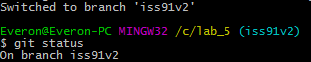 Switched to branch 'iss91v2'
Everon@Everon-PC MINGW32 /c/lab_5 (iss91v2)
$ git status
On branch iss91v2